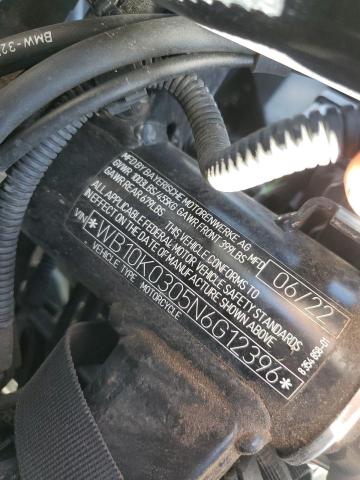 BMW-32
MFD BY BAYERISCHE MOTORENWERKE AG
GVWR 1003LBS/455KG GAWR FRONT 399LBS
GAWR REAR 679LBS
MFD 06/22
THIS VEHICLE CONFORMS TO
ALL APPLICABLE FEDERAL MOTOR VEHICLE SAFETY STANDARDS
IN EFFECT ON THE DATE OF MANUFACTURE SHOWN ABOVE
VIN *WB10K0305N6G12396*
VEHICLE TYPE: MOTORCYCLE
8 354 858-01